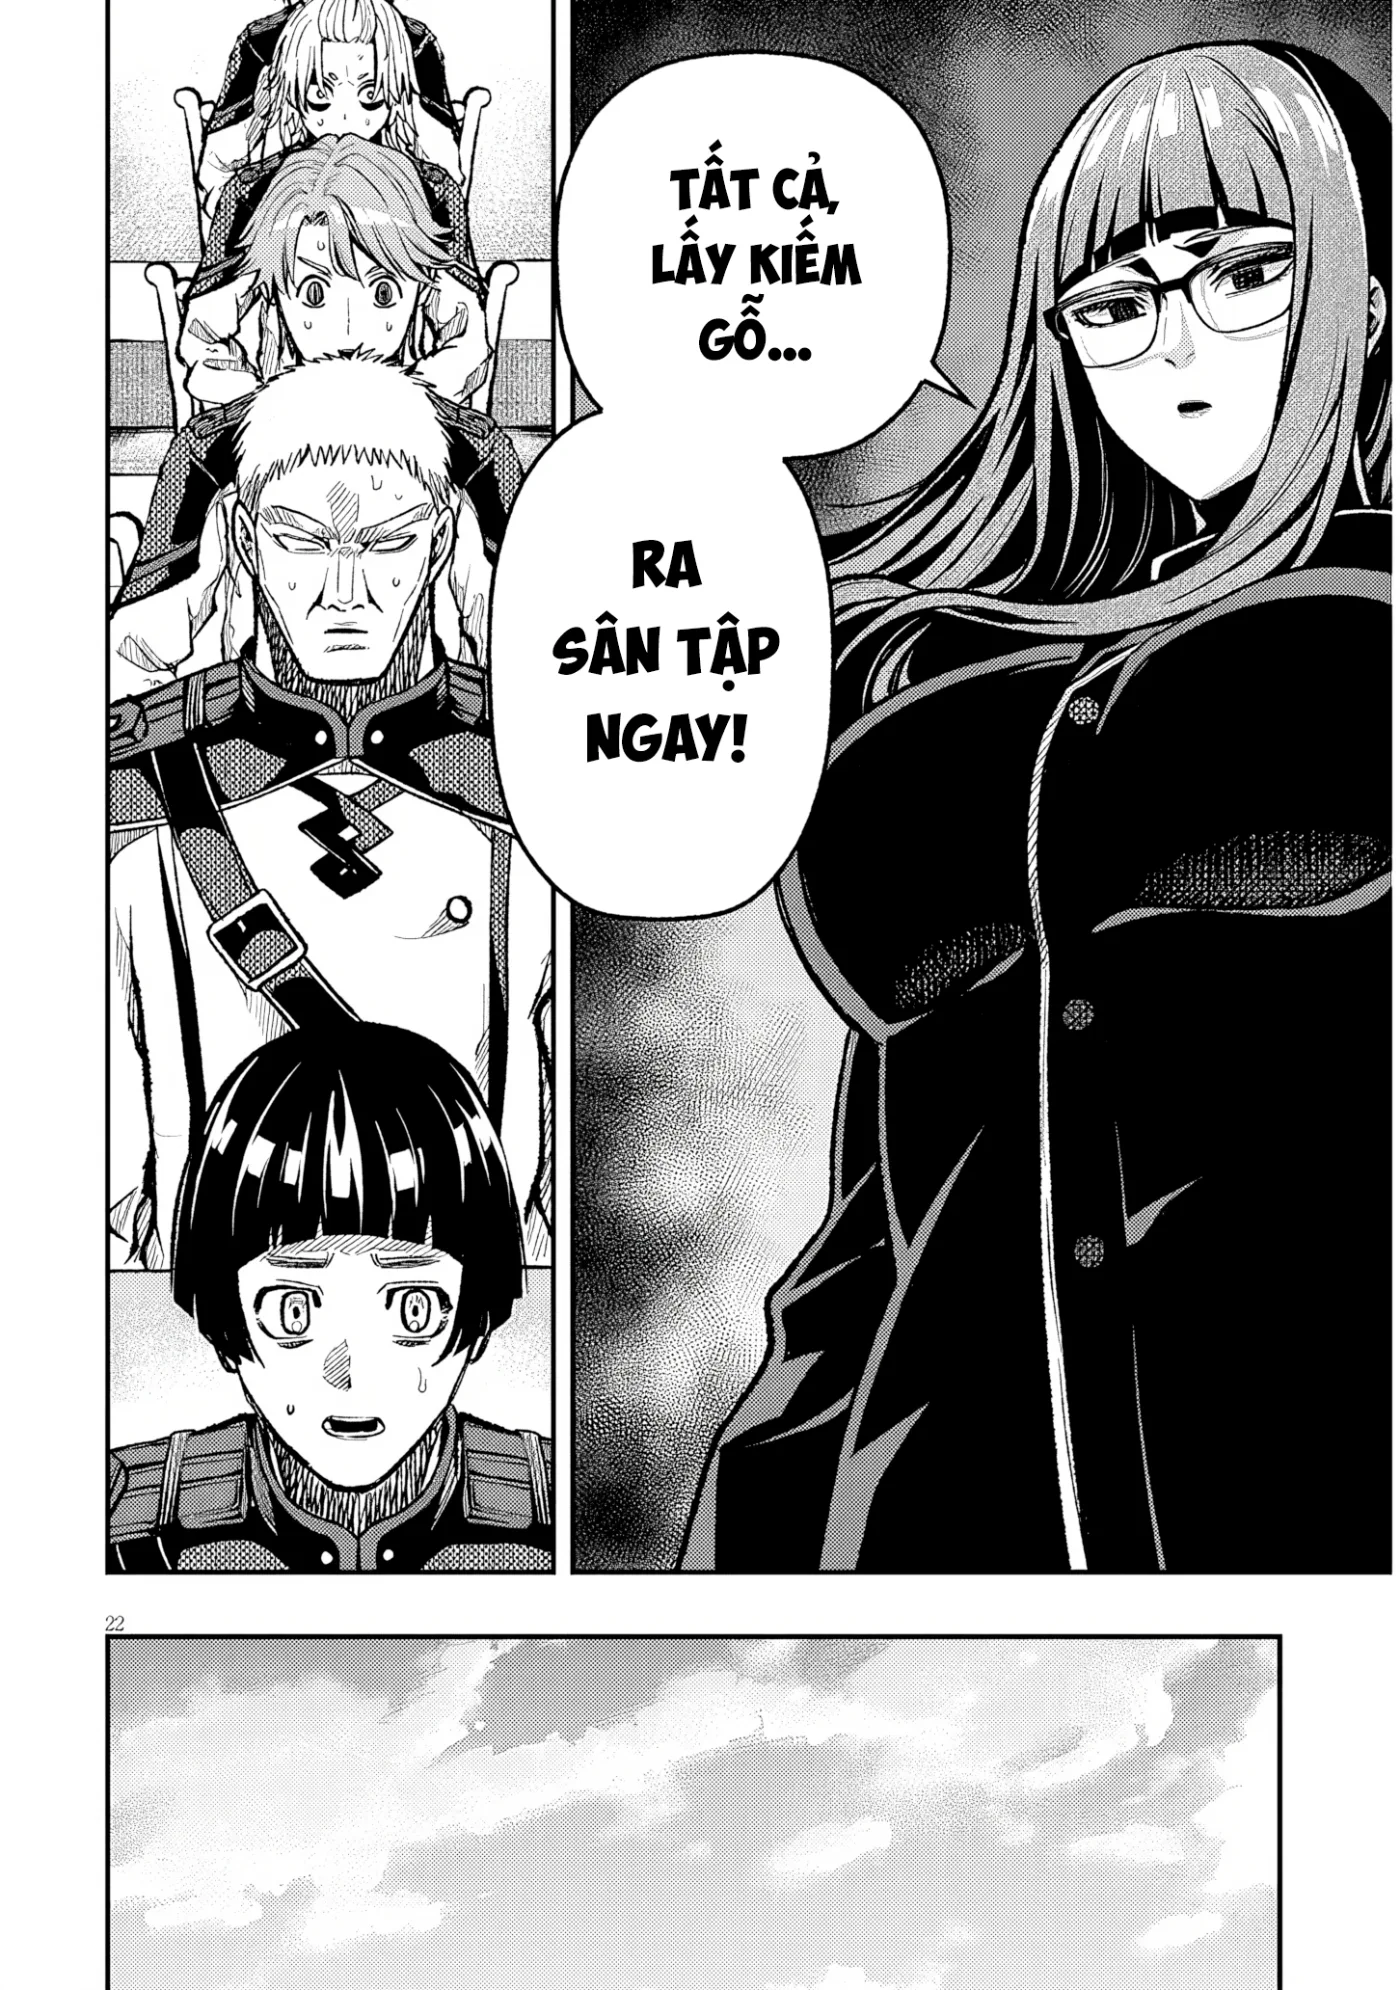 TẤT CẢ,
LẤY KIẾM
GỖ...
RA
SÂN TẬP
NGAY!
22